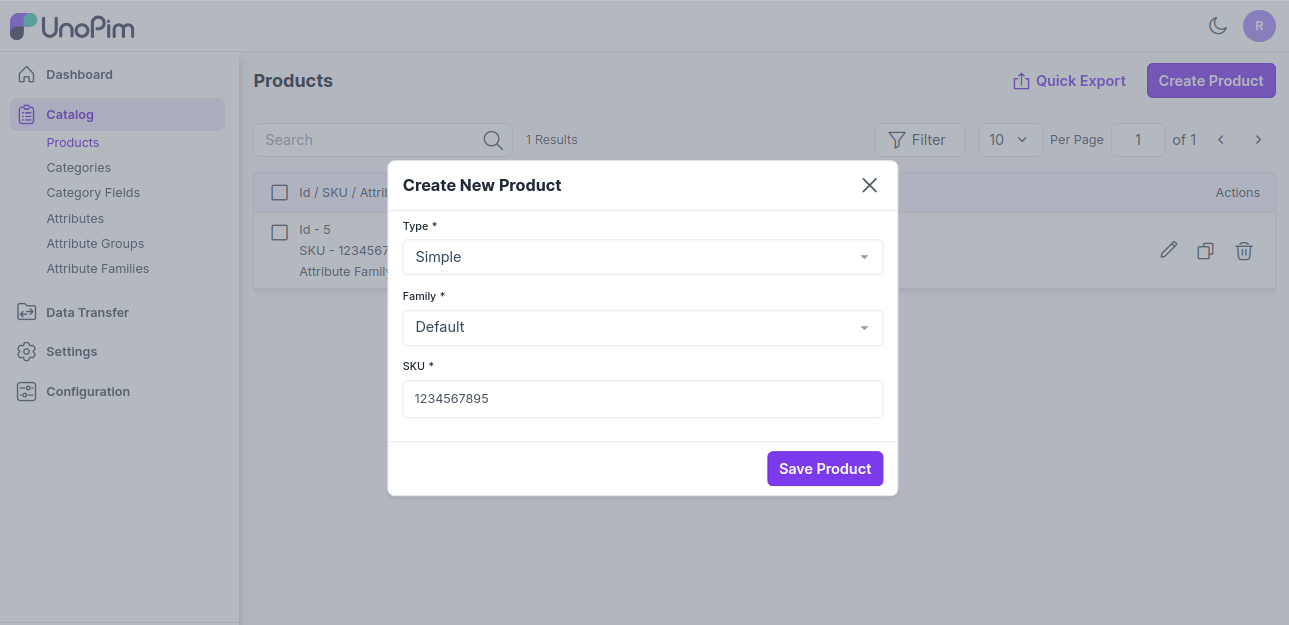 UnoPim
R
Dashboard
Catalog
Products
Categories
Category Fields
Attributes
Attribute Groups
Attribute Families
Data Transfer
Settings
Configuration
Products
Quick Export
Create Product
Search
1 Results
Filter
10
Per Page
1
of 1
Id / SKU / Attrib
Actions
Id - 5
SKU - 1234567
Attribute Family
Create New Product
Type *
Simple
Family *
Default
SKU *
1234567895
Save Product